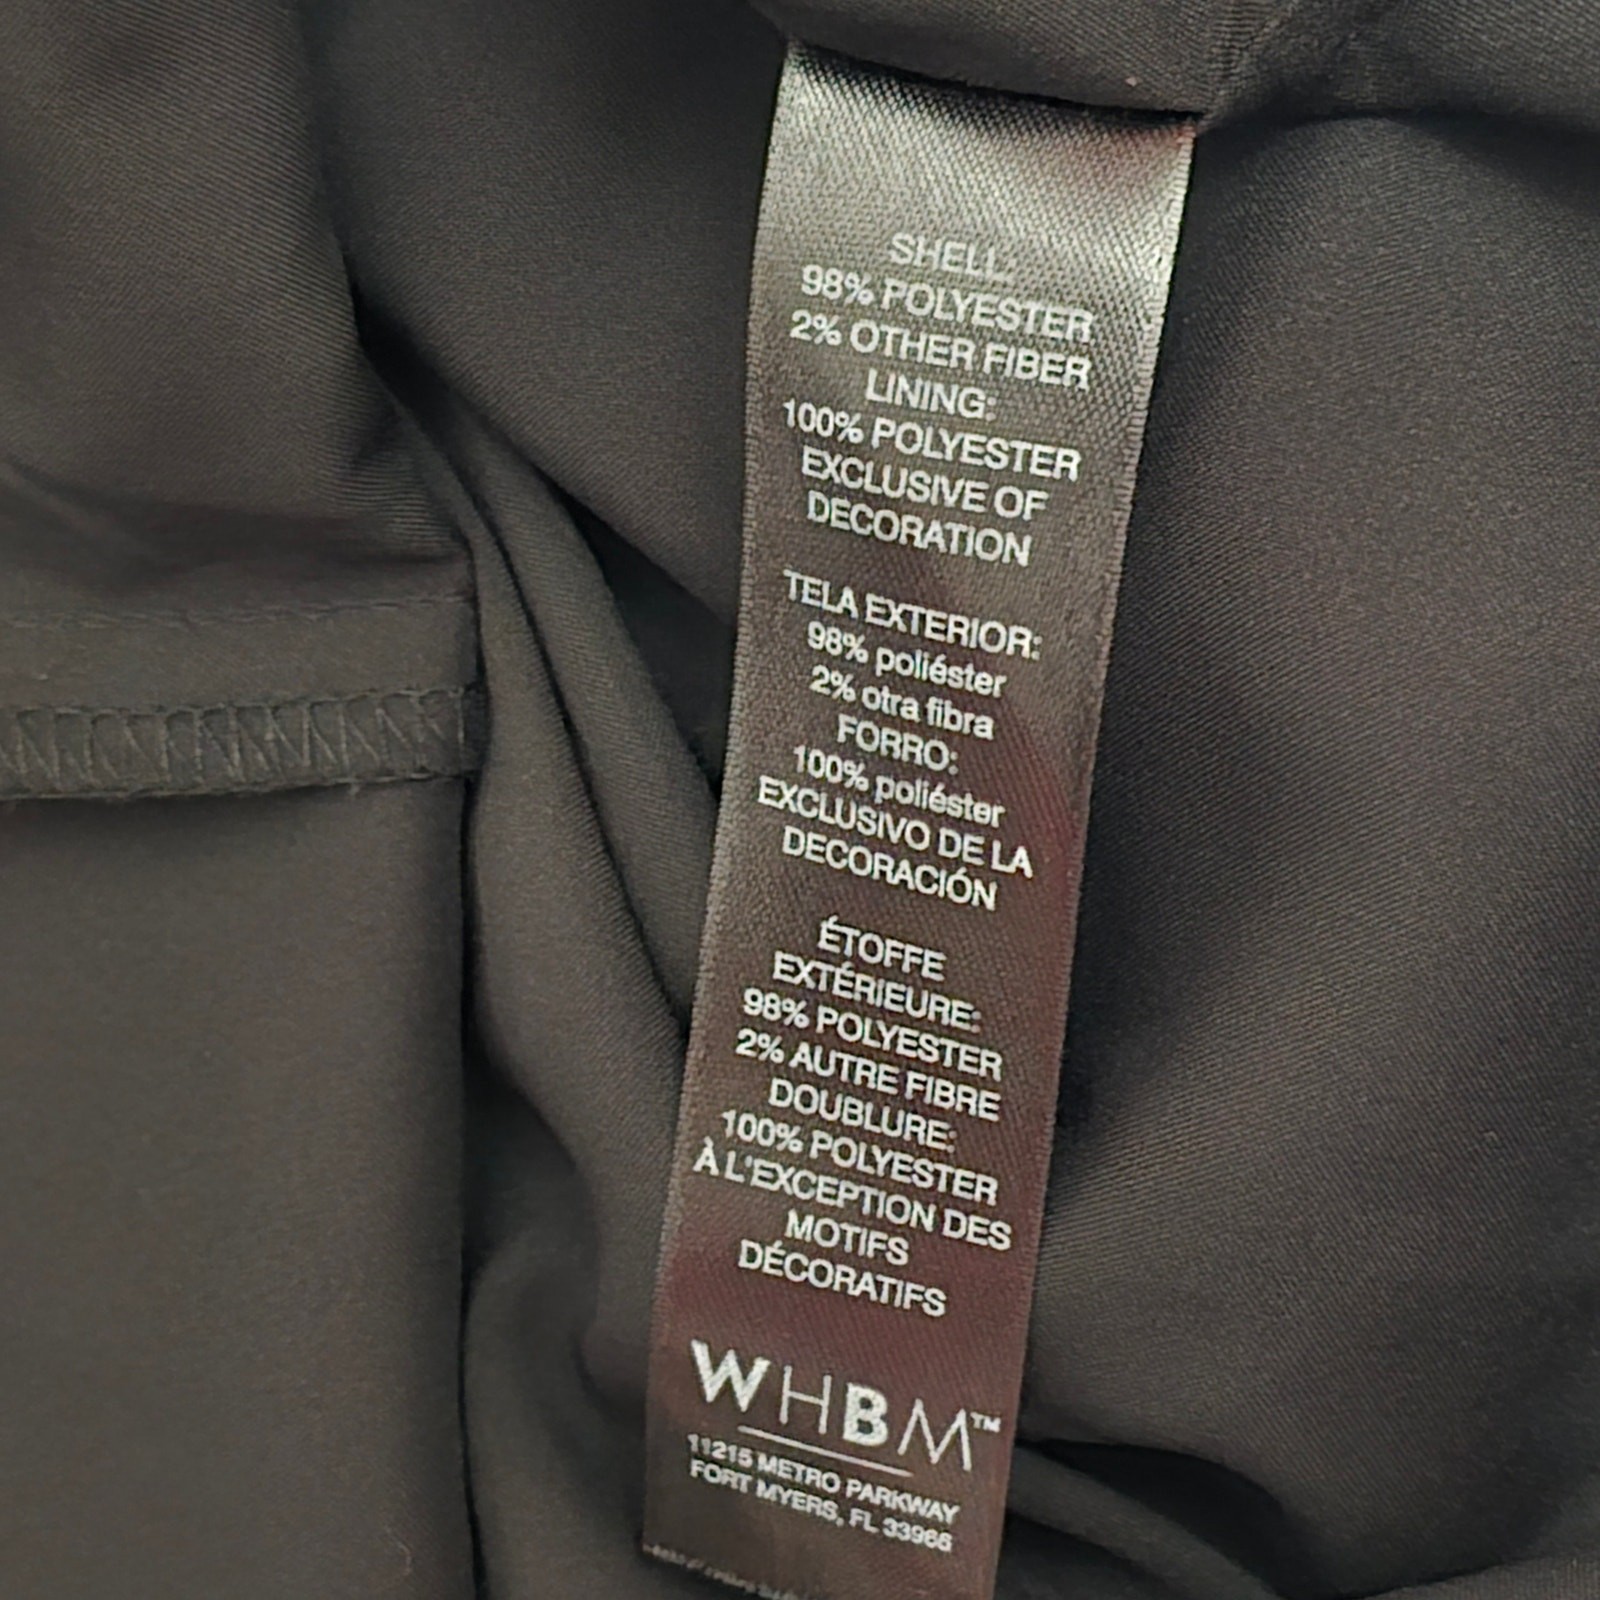 SHELL:
98% POLYESTER
2% OTHER FIBER
LINING:
100% POLYESTER
EXCLUSIVE OF
DECORATION
TELA EXTERIOR:
98% poliéster
2% otra fibra
FORRO:
100% poliéster
EXCLUSIVO DE LA
DECORACIÓN
ÉTOFFE
EXTÉRIEURE:
98% POLYESTER
2% AUTRE FIBRE
DOUBLURE:
100% POLYESTER
À L'EXCEPTION DES
MOTIFS
DÉCORATIFS
WHBM™
11215 METRO PARKWAY
FORT MYERS, FL 33966